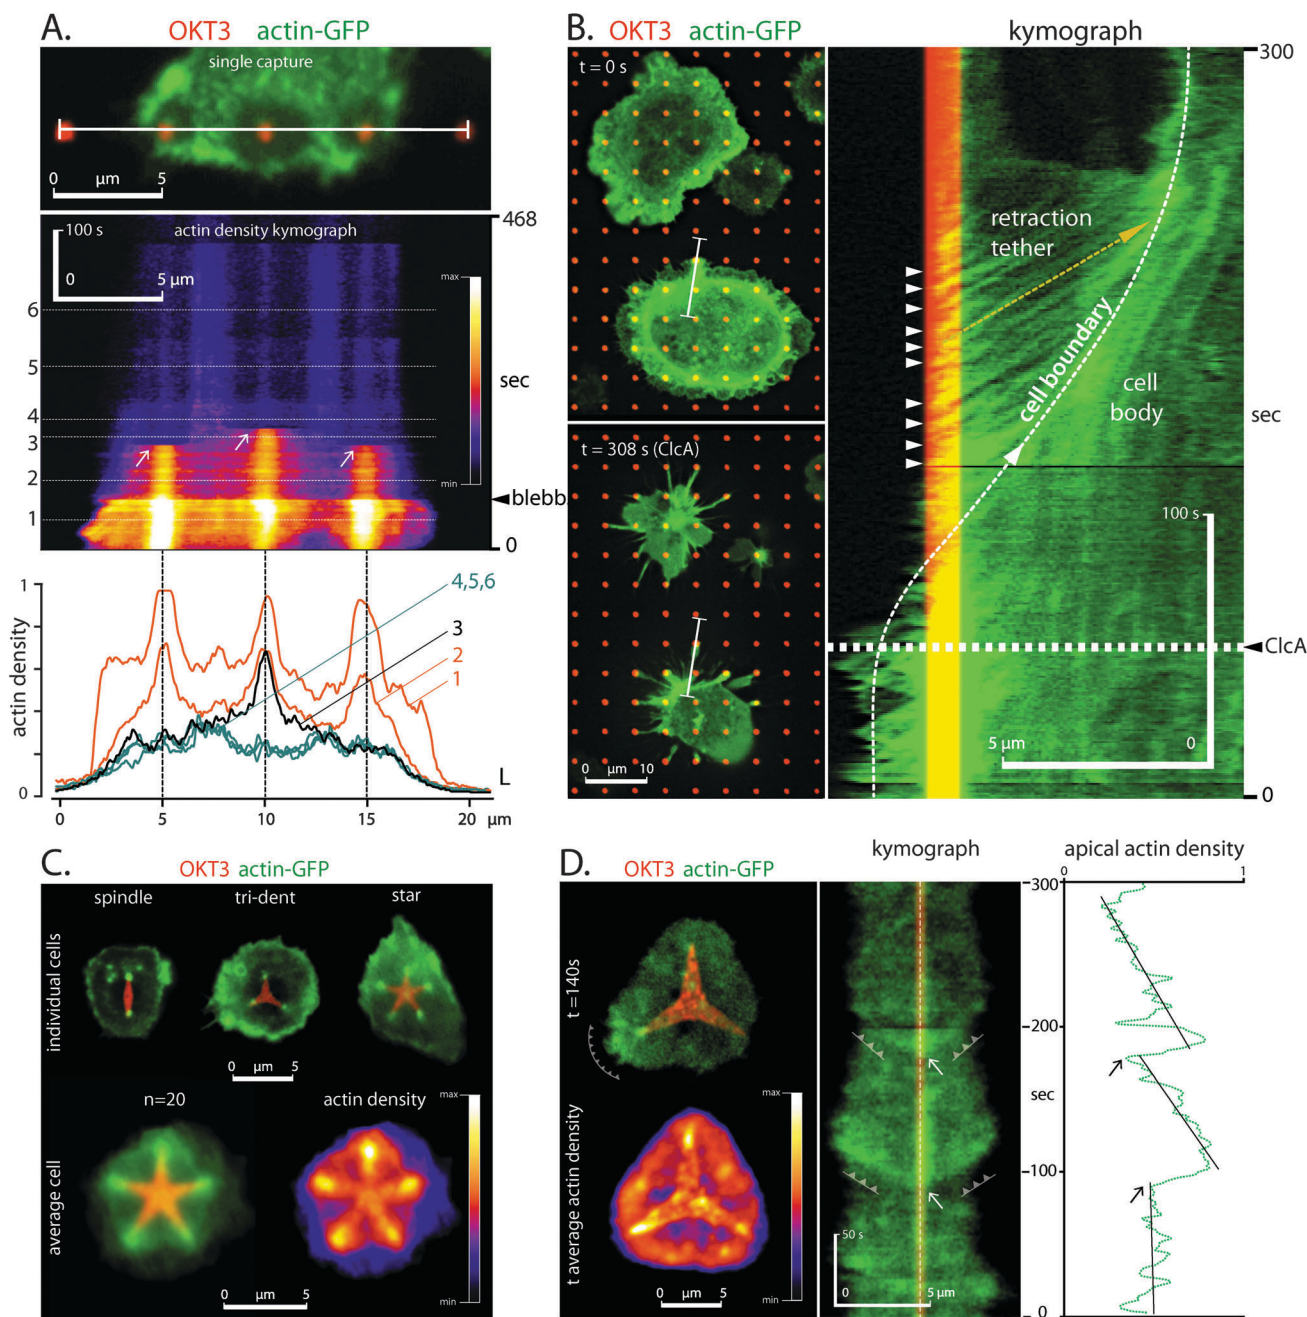 A.
OKT3 actin-GFP
single capture
0 μm 5
468
100 s
actin density kymograph
0 5 μm
max
min
6
5
4
3
2
1
sec
blebb.
0
1
actin density
0
4,5,6
3
2
1
L
0 5 10 15 20 μm
B.
OKT3 actin-GFP
kymograph
t = 0 s
t = 308 s (ClcA)
0 μm 10
300
retraction
tether
cell boundary
cell
body
sec
100 s
ClcA
5 μm 0
0
C.
OKT3 actin-GFP
spindle tri-dent star
individual cells
0 μm 5
n=20 actin density
average cell
max
min
0 μm 5
D.
OKT3 actin-GFP
kymograph
apical actin density
0 1
t =140s
t average actin density
max
min
0 μm 5
50 s
0 5 μm
300
200
sec
100
0